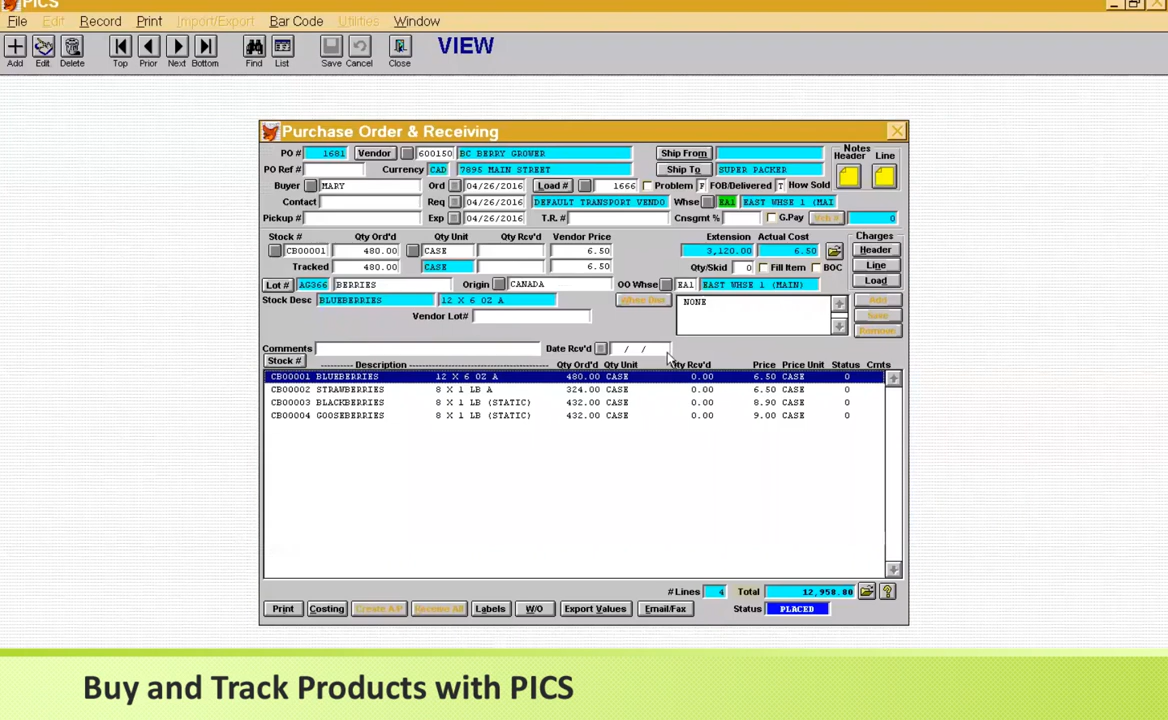 PICS
File Edit Record Print Import/Export Bar Code Utilities Window
Add Edit Delete Top Prior Next Bottom Find List Save Cancel Close VIEW
Purchase Order & Receiving
PO # 1681 Vendor 600150 BC BERRY GROWER Ship From Notes
Header Line
PO Ref # Currency CAD 7895 MAIN STREET Ship To SUPER PACKER
Buyer MARY Ord 04/26/2016 Load # 1666 Problem F FOB/Delivered T How Sold
Contact Req 04/26/2016 DEFAULT TRANSPORT VENDO Whse EA1 EAST WHSE 1 (MAI
Pickup # Exp 04/26/2016 T.R. # Cnsgmt % G.Pay Vch # 0
Stock # Qty Ord'd Qty Unit Qty Rcv'd Vendor Price Extension Actual Cost Charges
CB00001 480.00 CASE 6.50 3,120.00 6.50 Header
Tracked 480.00 CASE 6.50 Qty/Skid 0 Fill Item BOC Line
Lot # AG366 BERRIES Origin CANADA OO Whse EA1 EAST WHSE 1 (MAIN) Load
Stock Desc BLUEBERRIES 12 X 6 OZ A Whse Dist NONE Add
Vendor Lot# Save
Remove
Comments Date Rcv'd / /
Stock # Description Qty Ord'd Qty Unit Qty Rcv'd Price Price Unit Status Cmts
CB00001 BLUEBERRIES 12 X 6 OZ A 480.00 CASE 0.00 6.50 CASE 0
CB00002 STRAWBERRIES 8 X 1 LB A 324.00 CASE 0.00 6.50 CASE 0
CB00003 BLACKBERRIES 8 X 1 LB (STATIC) 432.00 CASE 0.00 8.90 CASE 0
CB00004 GOOSEBERRIES 8 X 1 LB (STATIC) 432.00 CASE 0.00 9.00 CASE 0
# Lines 4 Total 12,958.80
Print Costing Create AP Receive All Labels W/O Export Values Email/Fax Status PLACED
Buy and Track Products with PICS